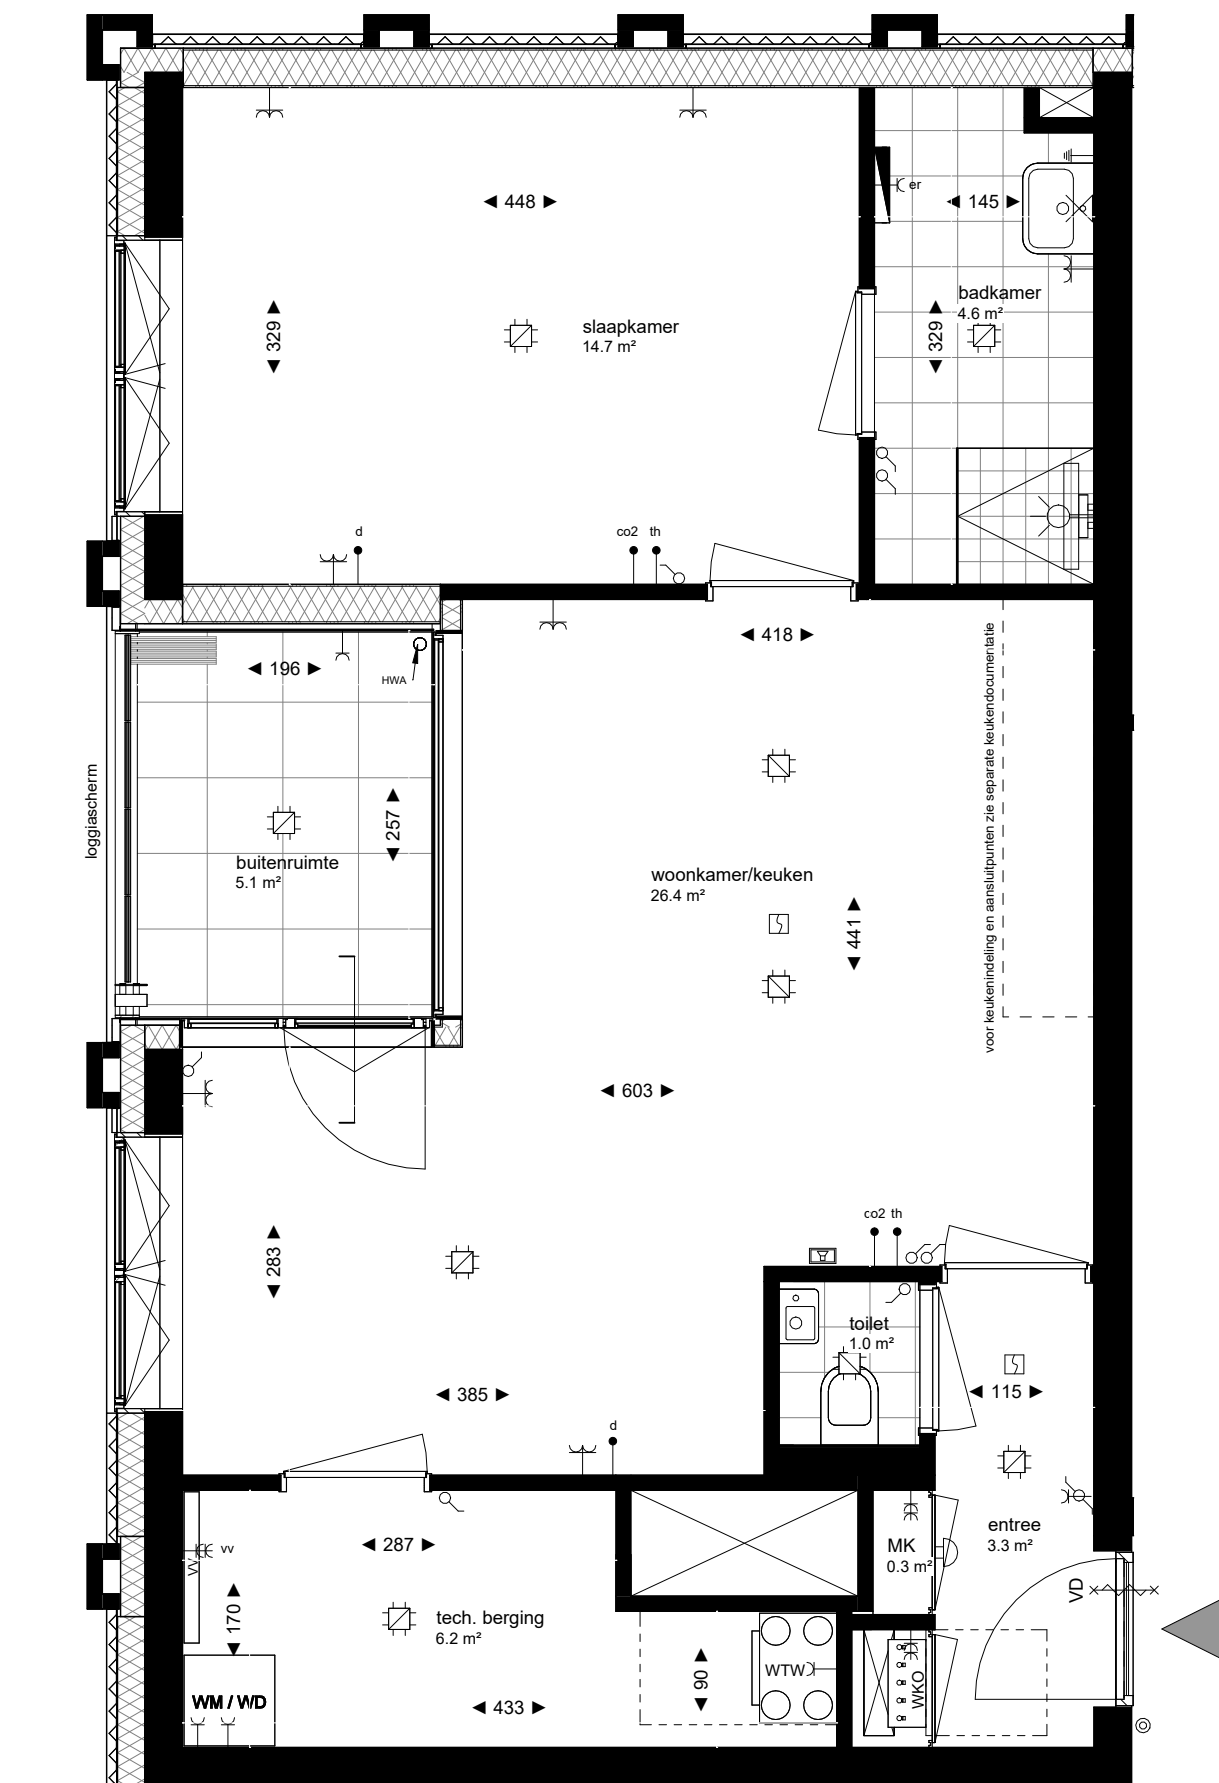 448
er
145
badkamer
4.6 m²
329
slaapkamer
14.7 m²
329
d
co2 th
418
196
HWA
loggiascherm
257
buitenruimte
5.1 m²
woonkamer/keuken
26.4 m²
441
voor keukenindeling en aansluitpunten zie separate keukendocumentatie
603
co2 th
283
toilet
1.0 m²
385
115
d
entree
3.3 m²
287
MK
0.3 m²
vv
VV
VD
170
tech. berging
6.2 m²
90
WTW
WKO
WM / WD
433